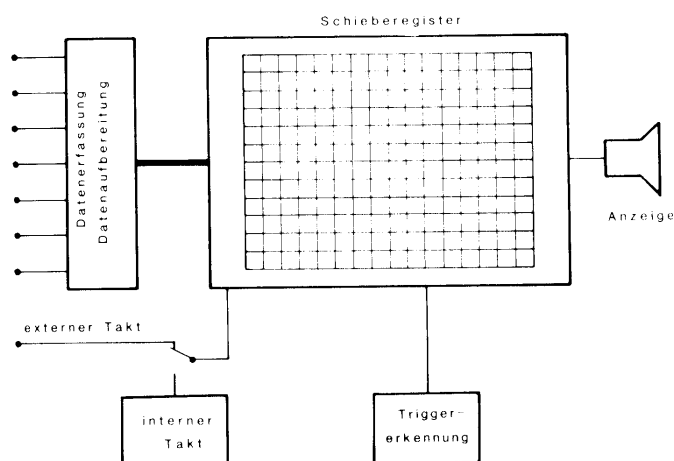 Schieberegister
Datenerfassung
Datenaufbereitung
Anzeige
externer Takt
interner
Takt
Trigger-
erkennung